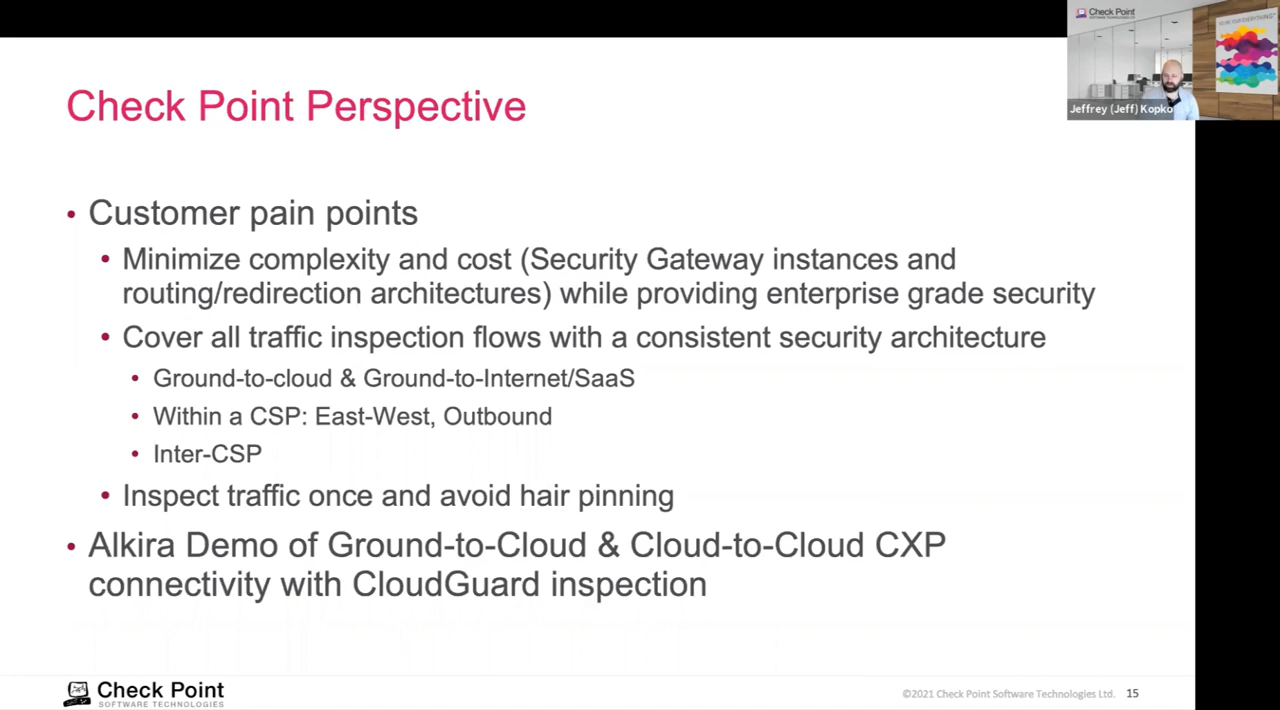 Check Point
SOFTWARE TECHNOLOGIES LTD
Jeffrey (Jeff) Kopko
Check Point Perspective
• Customer pain points
• Minimize complexity and cost (Security Gateway instances and
routing/redirection architectures) while providing enterprise grade security
• Cover all traffic inspection flows with a consistent security architecture
• Ground-to-cloud & Ground-to-Internet/SaaS
• Within a CSP: East-West, Outbound
• Inter-CSP
• Inspect traffic once and avoid hair pinning
• Alkira Demo of Ground-to-Cloud & Cloud-to-Cloud CXP
connectivity with CloudGuard inspection
Check Point
SOFTWARE TECHNOLOGIES
©2021 Check Point Software Technologies Ltd. 15